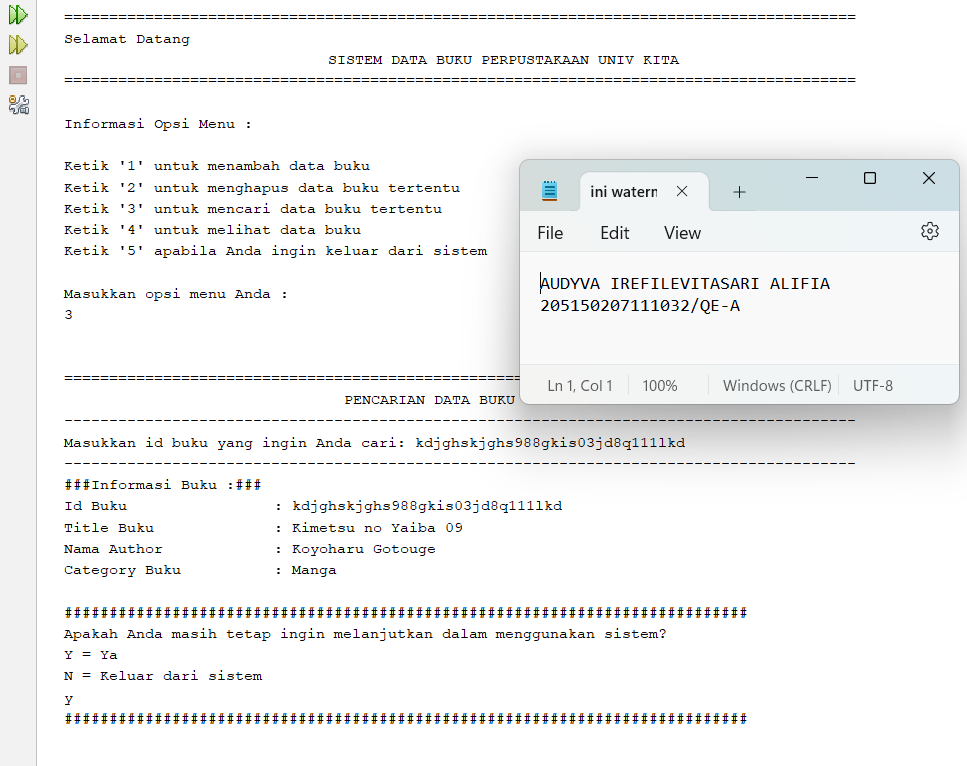 ================================================================================
Selamat Datang
SISTEM DATA BUKU PERPUSTAKAAN UNIV KITA
================================================================================
Informasi Opsi Menu :
Ketik '1' untuk menambah data buku
Ketik '2' untuk menghapus data buku tertentu
Ketik '3' untuk mencari data buku tertentu
Ketik '4' untuk melihat data buku
Ketik '5' apabila Anda ingin keluar dari sistem
Masukkan opsi menu Anda :
3
ini watern
File Edit View
AUDYVA IREFILEVITASARI ALIFIA
205150207111032/QE-A
Ln 1, Col 1 100% Windows (CRLF) UTF-8
===================================================
PENCARIAN DATA BUKU
----------------------------------------------------------------------------------------
Masukkan id buku yang ingin Anda cari: kdjghskjghs988gkis03jd8q111lkd
----------------------------------------------------------------------------------------
###Informasi Buku :###
Id Buku : kdjghskjghs988gkis03jd8q111lkd
Title Buku : Kimetsu no Yaiba 09
Nama Author : Koyoharu Gotouge
Category Buku : Manga
############################################################################
Apakah Anda masih tetap ingin melanjutkan dalam menggunakan sistem?
Y = Ya
N = Keluar dari sistem
y
############################################################################